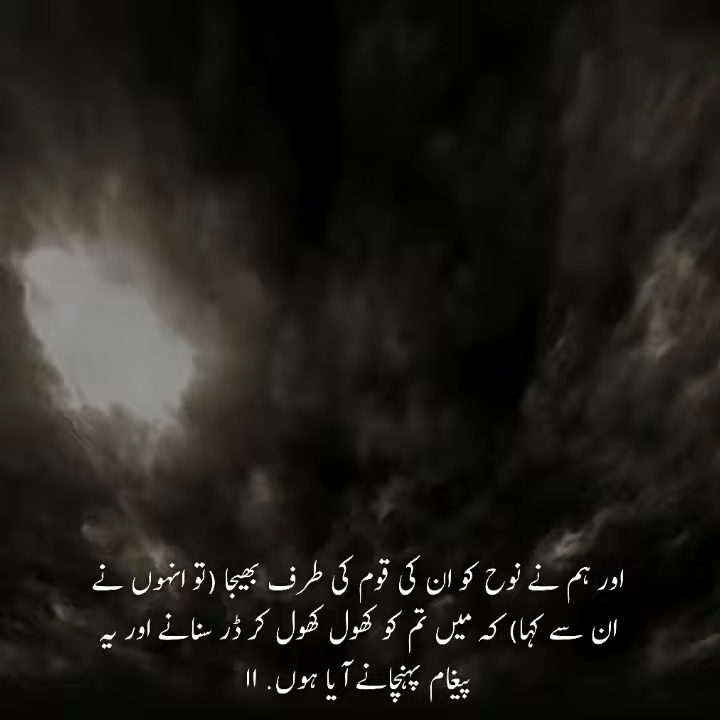 اور ہم نے نوح کو ان کی قوم کی طرف بھیجا (تو انہوں نے
ان سے کہا) کہ میں تم کو کھول کھول کر ڈر سنانے اور یہ
پیغام پہنچانے آیا ہوں. اا